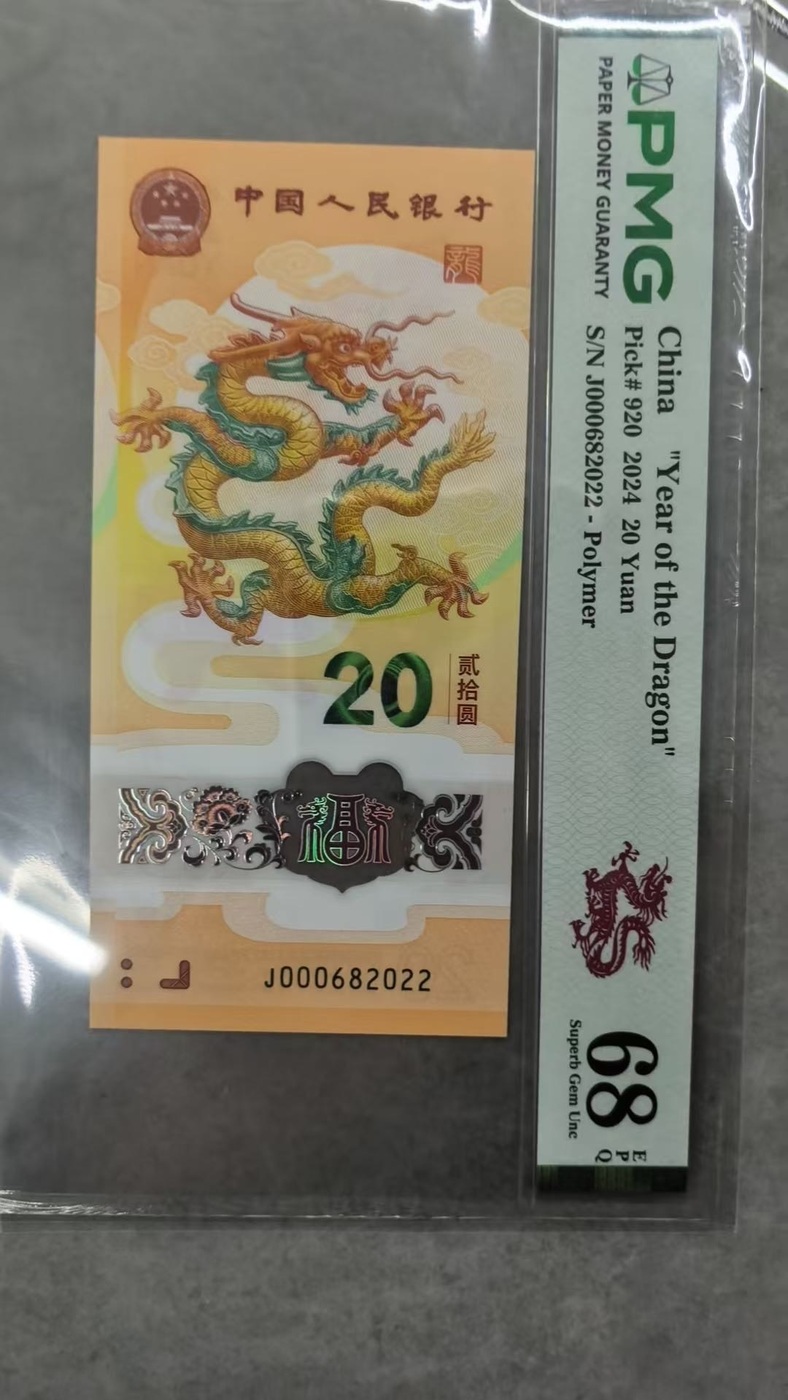 中国人民银行
龍
20
贰拾圆
福
J000682022
PMG
PAPER MONEY GUARANTY
China "Year of the Dragon"
Pick# 920 2024 20 Yuan
S/N J000682022 - Polymer
68
EPQ
Superb Gem Unc